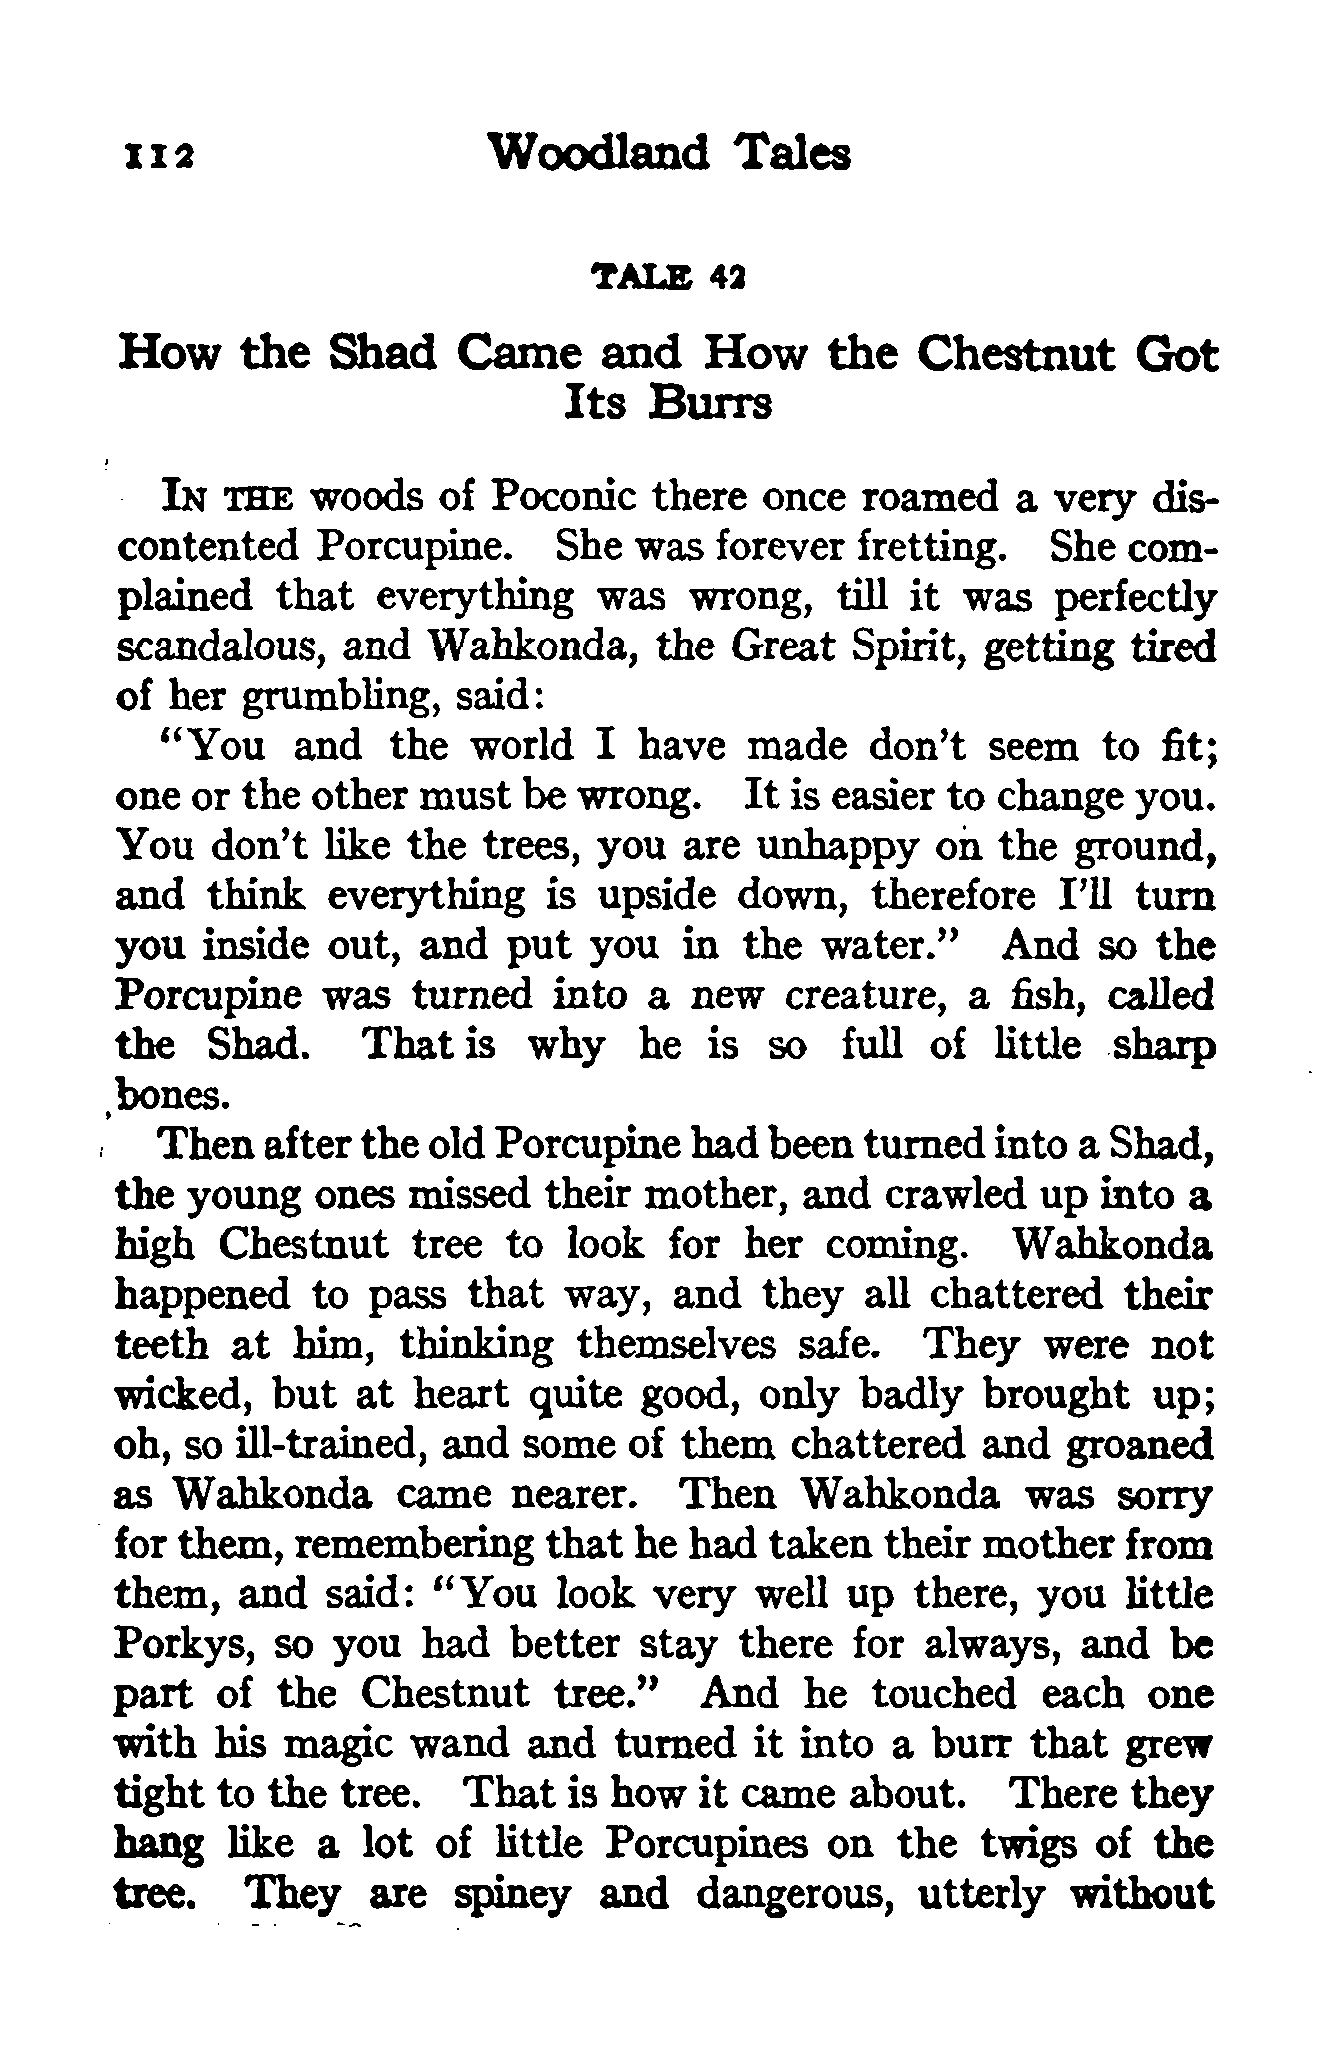 112 Woodland Tales
TALE 42
How the Shad Came and How the Chestnut Got
Its Burrs
IN THE woods of Poconic there once roamed a very dis-
contented Porcupine. She was forever fretting. She com-
plained that everything was wrong, till it was perfectly
scandalous, and Wahkonda, the Great Spirit, getting tired
of her grumbling, said:
"You and the world I have made don't seem to fit;
one or the other must be wrong. It is easier to change you.
You don't like the trees, you are unhappy on the ground,
and think everything is upside down, therefore I'll turn
you inside out, and put you in the water." And so the
Porcupine was turned into a new creature, a fish, called
the Shad. That is why he is so full of little sharp
bones.
Then after the old Porcupine had been turned into a Shad,
the young ones missed their mother, and crawled up into a
high Chestnut tree to look for her coming. Wahkonda
happened to pass that way, and they all chattered their
teeth at him, thinking themselves safe. They were not
wicked, but at heart quite good, only badly brought up;
oh, so ill-trained, and some of them chattered and groaned
as Wahkonda came nearer. Then Wahkonda was sorry
for them, remembering that he had taken their mother from
them, and said: "You look very well up there, you little
Porkys, so you had better stay there for always, and be
part of the Chestnut tree." And he touched each one
with his magic wand and turned it into a burr that grew
tight to the tree. That is how it came about. There they
hang like a lot of little Porcupines on the twigs of the
tree. They are spiney and dangerous, utterly without